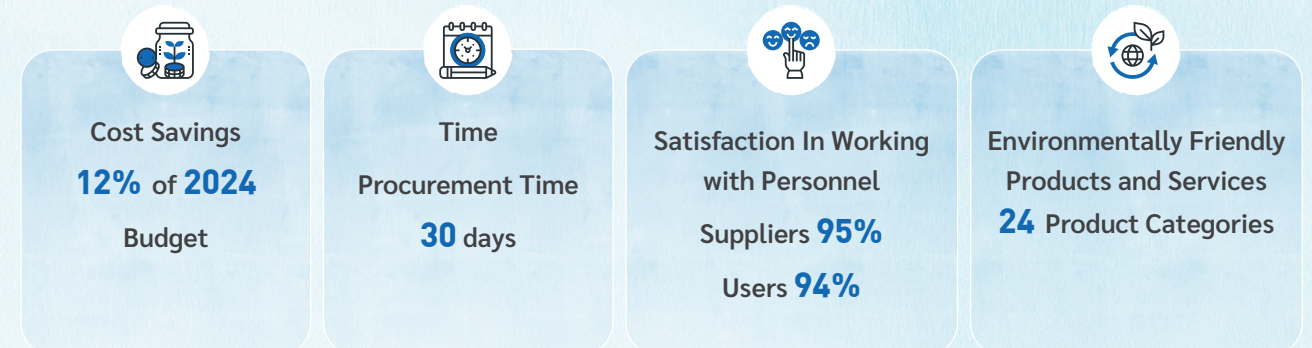 Cost Savings
12% of 2024
Budget
Time
Procurement Time
30 days
Satisfaction In Working
with Personnel
Suppliers 95%
Users 94%
Environmentally Friendly
Products and Services
24 Product Categories